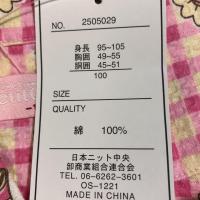 NO. 2505029
身長 95~105
胸囲 49~55
胴囲 45~51
100
SIZE
QUALITY
綿 100%
日本ニット中央
卸商業組合連合会
TEL. 06-6262-3601
OS-1221
MADE IN CHINA